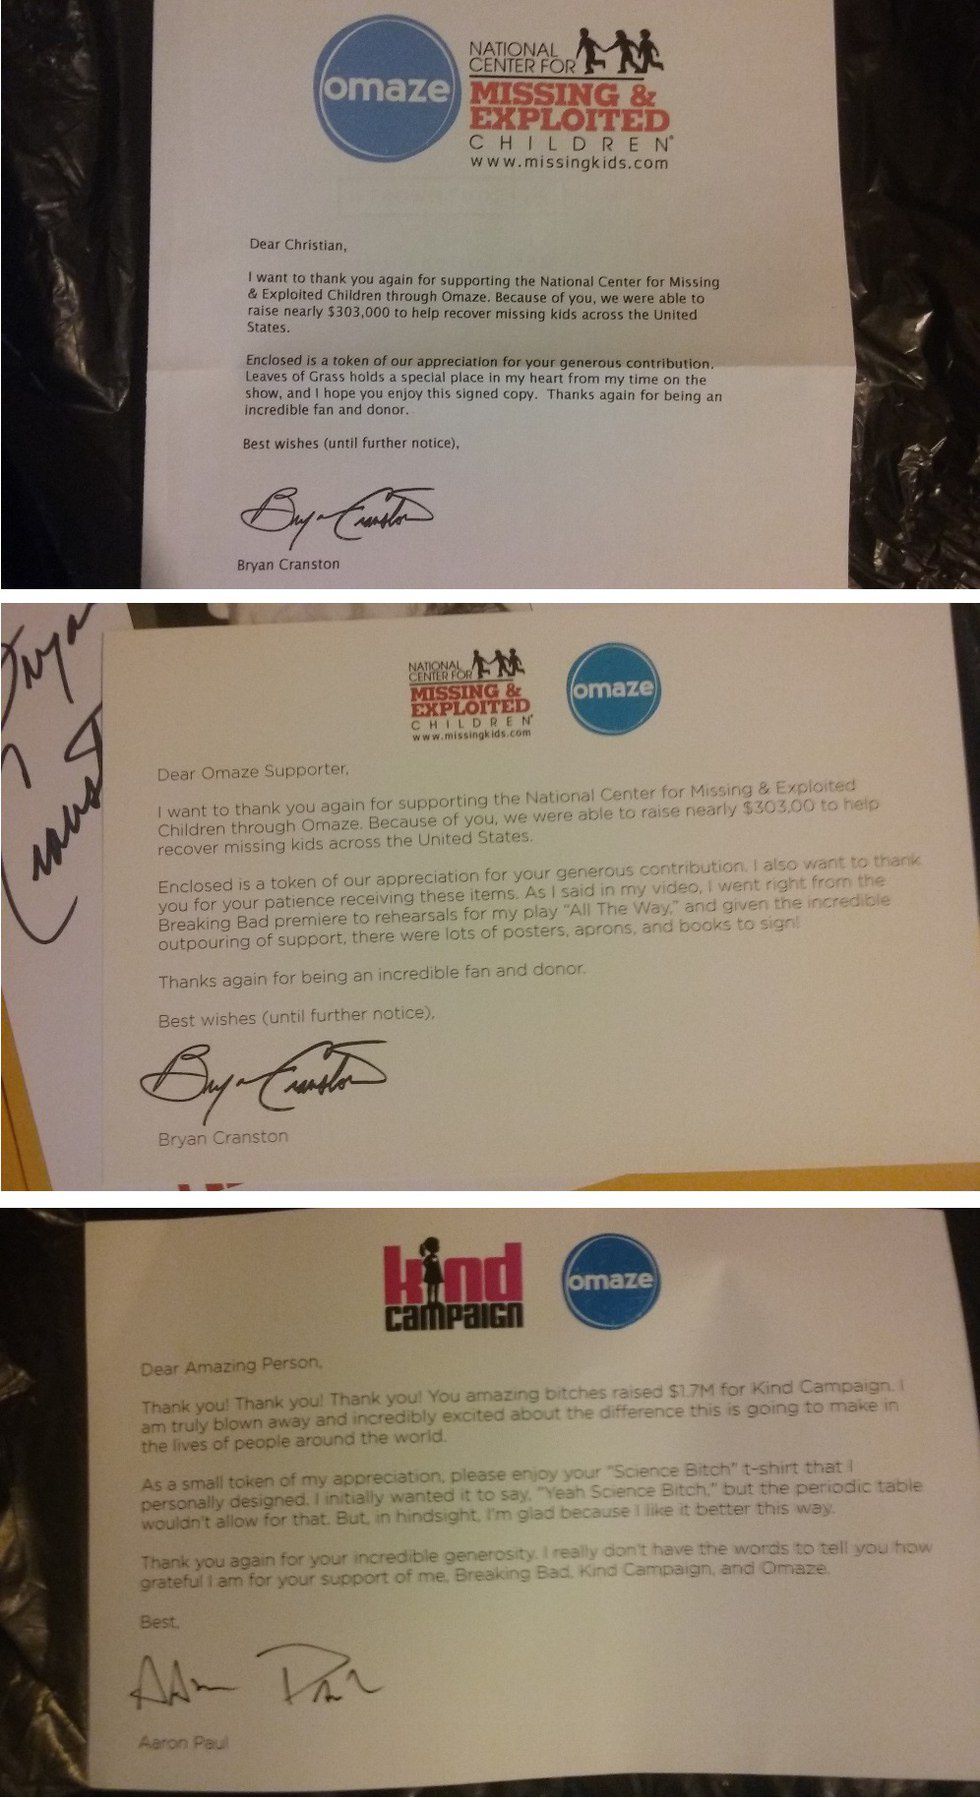 omaze
NATIONAL
CENTER FOR
MISSING &
EXPLOITED
CHILDREN®
www.missingkids.com
Dear Christian,
I want to thank you again for supporting the National Center for Missing
& Exploited Children through Omaze. Because of you, we were able to
raise nearly $303,000 to help recover missing kids across the United
States.
Enclosed is a token of our appreciation for your generous contribution.
Leaves of Grass holds a special place in my heart from my time on the
show, and I hope you enjoy this signed copy. Thanks again for being an
incredible fan and donor.
Best wishes (until further notice),
Bryan Cranston
Bryan Cranston
Bryan
Cranst
NATIONAL
CENTER FOR
MISSING &
EXPLOITED
CHILDREN®
www.missingkids.com
omaze
Dear Omaze Supporter,
I want to thank you again for supporting the National Center for Missing & Exploited
Children through Omaze. Because of you, we were able to raise nearly $303,00 to help
recover missing kids across the United States.
Enclosed is a token of our appreciation for your generous contribution. I also want to thank
you for your patience receiving these items. As I said in my video, I went right from the
Breaking Bad premiere to rehearsals for my play “All The Way,” and given the incredible
outpouring of support, there were lots of posters, aprons, and books to sign!
Thanks again for being an incredible fan and donor.
Best wishes (until further notice),
Bryan Cranston
Bryan Cranston
kind
campaign
omaze
Dear Amazing Person,
Thank you! Thank you! Thank you! You amazing bitches raised $1.7M for Kind Campaign. I
am truly blown away and incredibly excited about the difference this is going to make in
the lives of people around the world.
As a small token of my appreciation, please enjoy your “Science Bitch” t-shirt that I
personally designed. I initially wanted it to say, “Yeah Science Bitch,” but the periodic table
wouldn't allow for that. But, in hindsight, I'm glad because I like it better this way.
Thank you again for your incredible generosity. I really don't have the words to tell you how
grateful I am for your support of me, Breaking Bad, Kind Campaign, and Omaze.
Best,
Aaron Paul
Aaron Paul